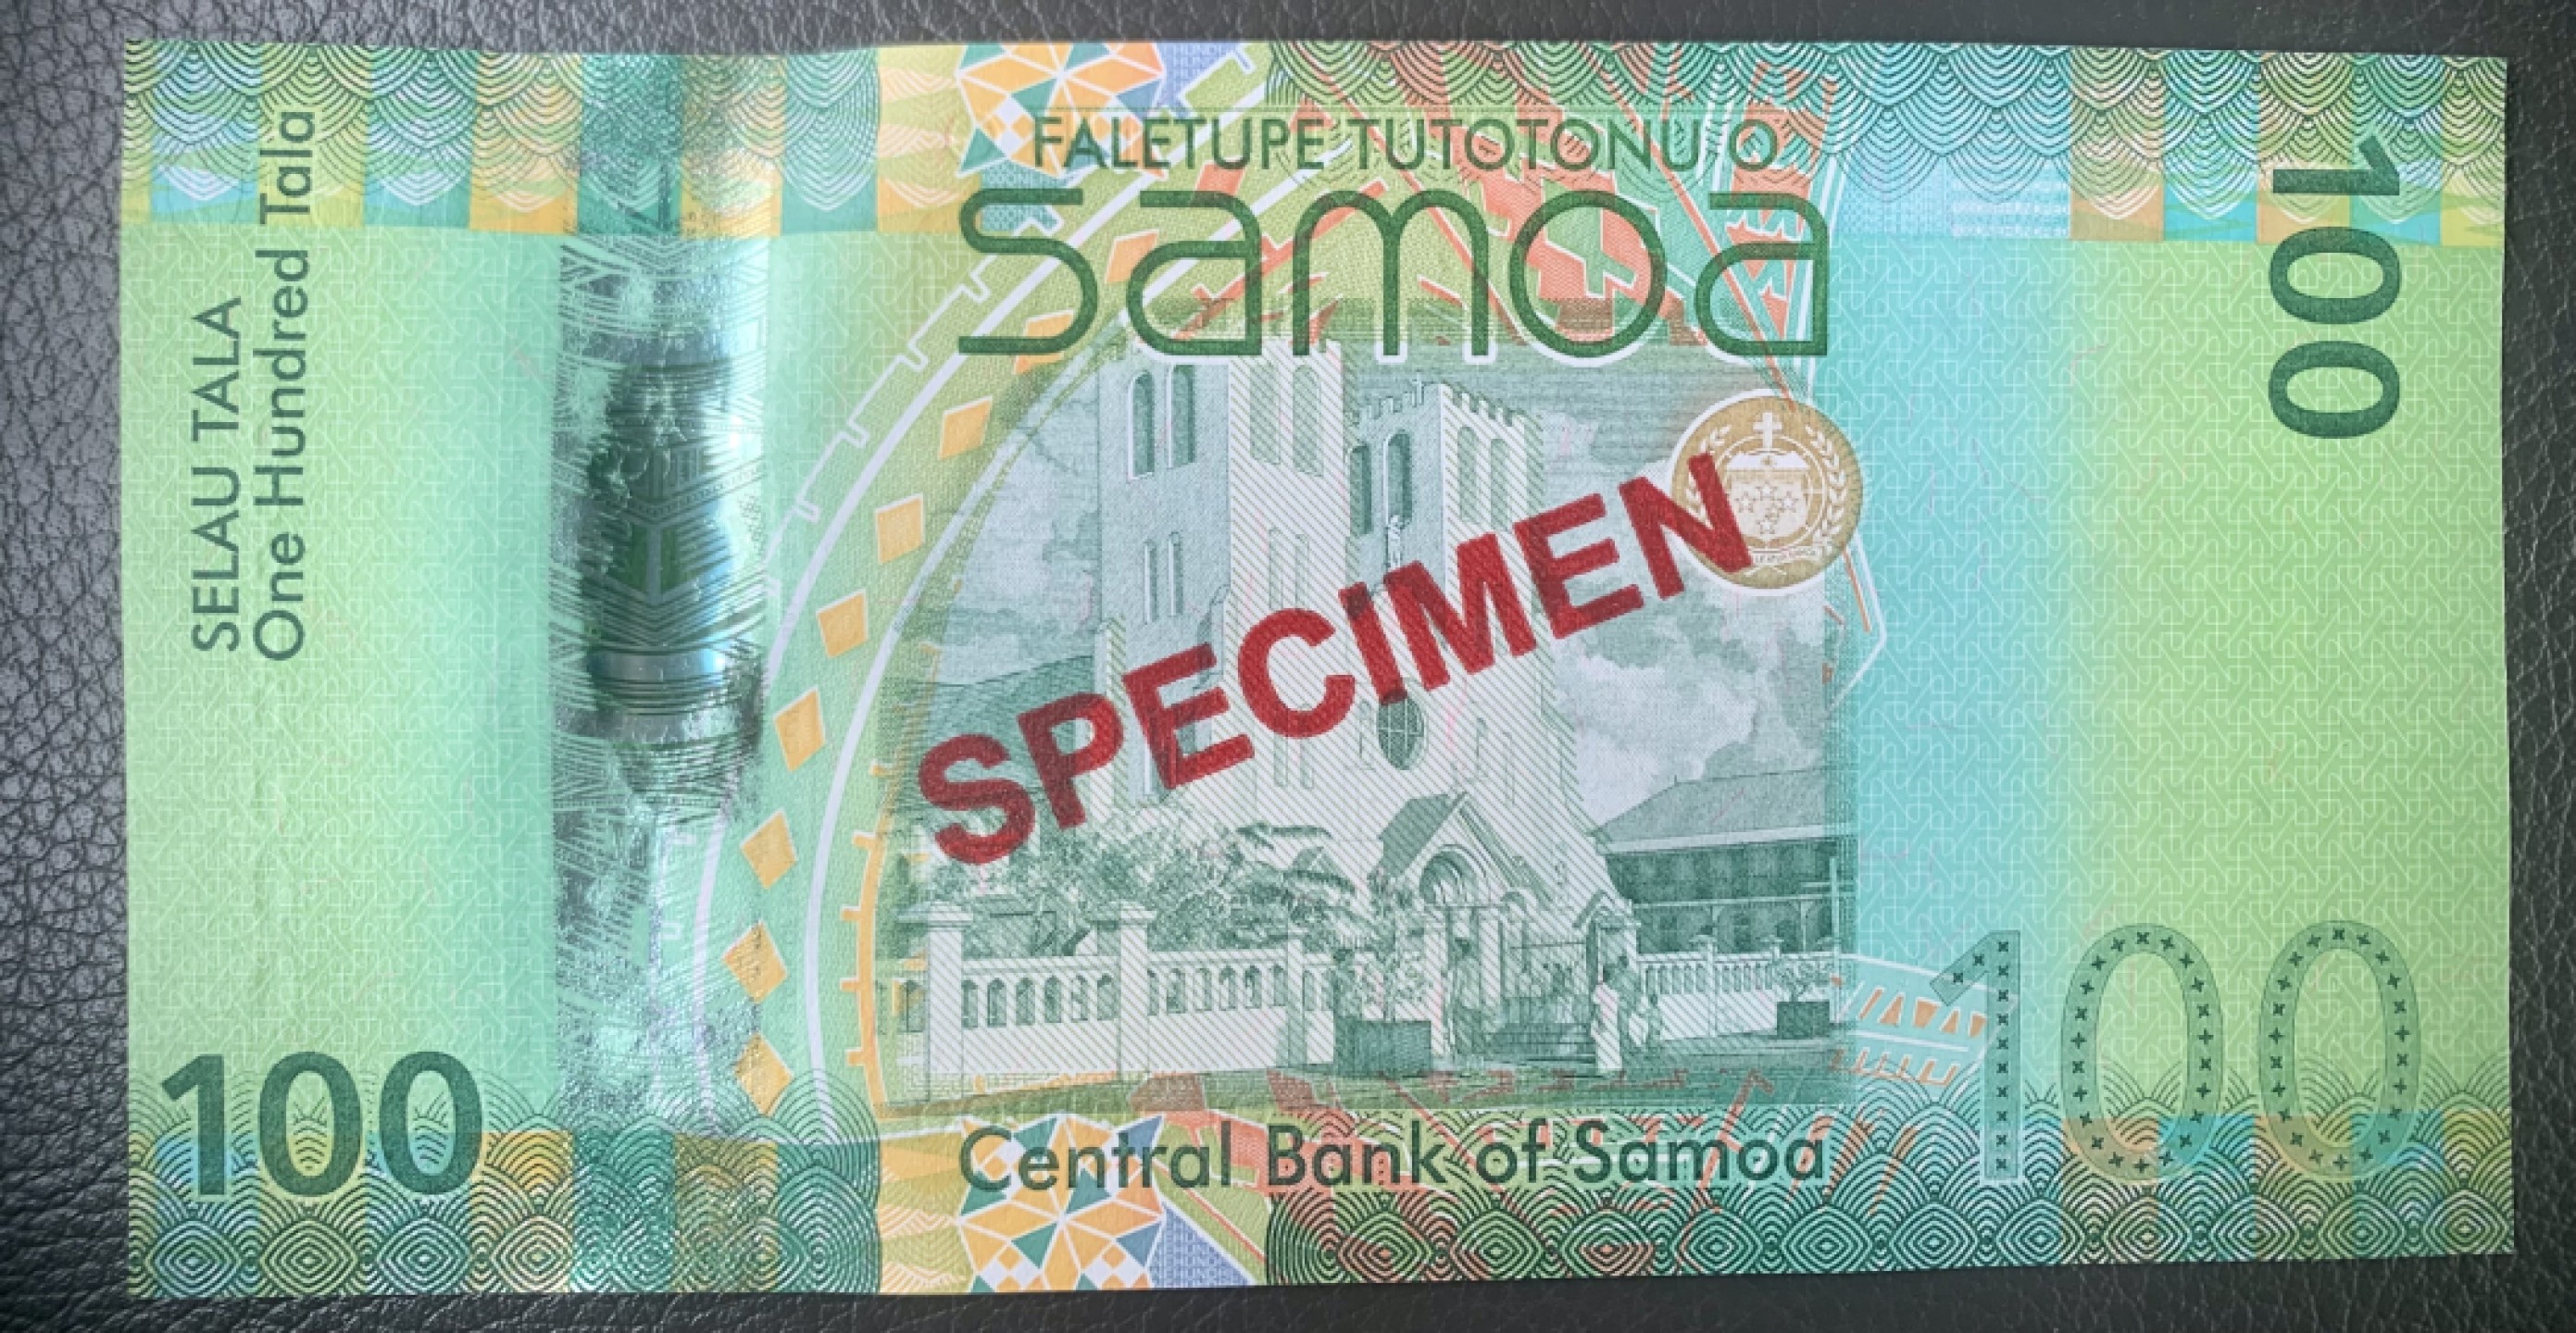 SELAU TALA
One Hundred Tala
FALETUPE TUTOTONU O
samoa
100
SPECIMEN
100
100
Central Bank of Samoa